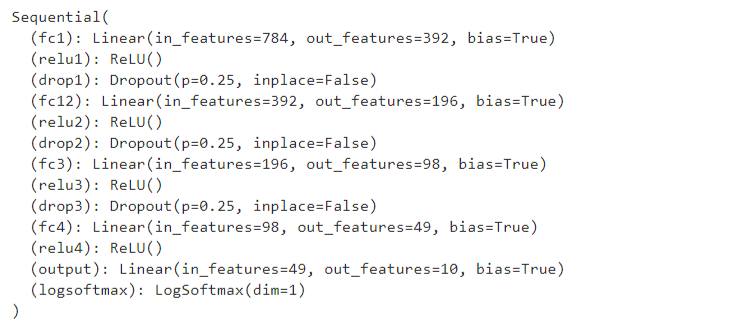 Sequential(
  (fc1): Linear(in_features=784, out_features=392, bias=True)
  (relu1): ReLU()
  (drop1): Dropout(p=0.25, inplace=False)
  (fc12): Linear(in_features=392, out_features=196, bias=True)
  (relu2): ReLU()
  (drop2): Dropout(p=0.25, inplace=False)
  (fc3): Linear(in_features=196, out_features=98, bias=True)
  (relu3): ReLU()
  (drop3): Dropout(p=0.25, inplace=False)
  (fc4): Linear(in_features=98, out_features=49, bias=True)
  (relu4): ReLU()
  (output): Linear(in_features=49, out_features=10, bias=True)
  (logsoftmax): LogSoftmax(dim=1)
)